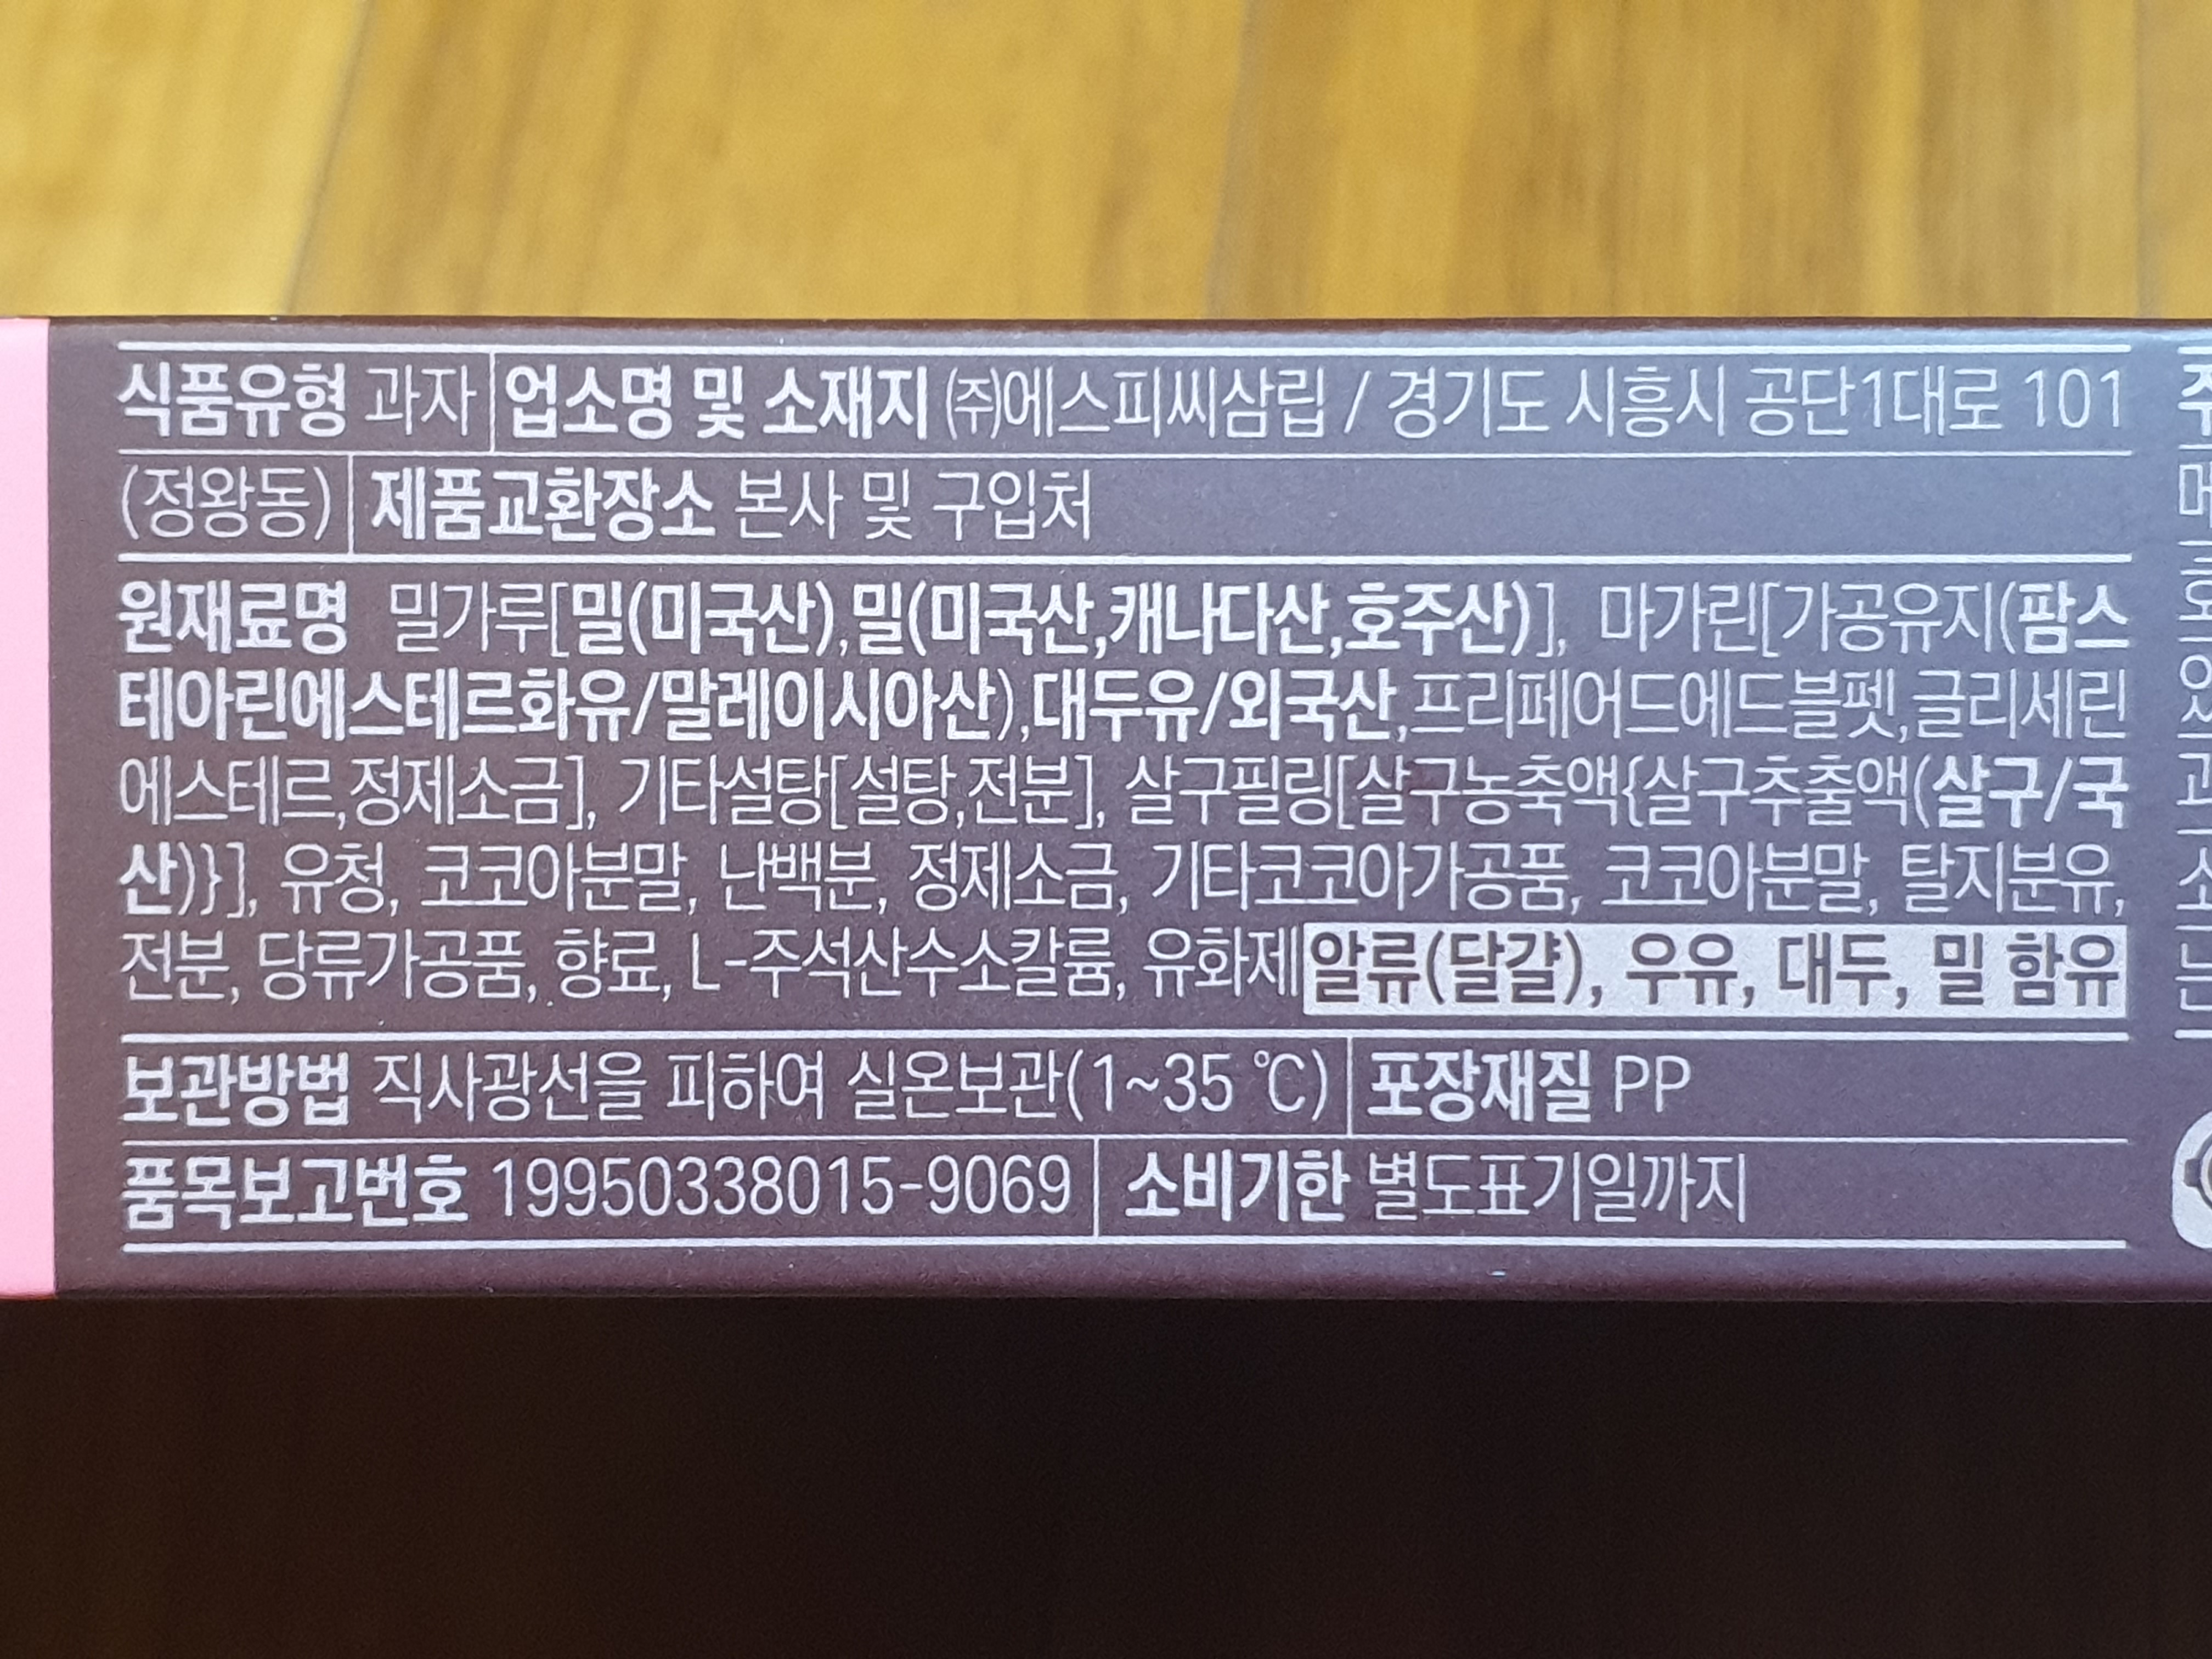 식품유형 과자 업소명 및 소재지 ㈜에스피씨삼립 / 경기도 시흥시 공단1대로 101
(정왕동) 제품교환장소 본사 및 구입처
원재료명 밀가루[밀(미국산),밀(미국산,캐나다산,호주산)], 마가린[가공유지(팜스
테아린에스테르화유/말레이시아산),대두유/외국산,프리페어드에드블펫,글리세린
에스테르,정제소금], 기타설탕[설탕,전분], 살구필링[살구농축액{살구추출액(살구/국
산)}], 유청, 코코아분말, 난백분, 정제소금, 기타코코아가공품, 코코아분말, 탈지분유,
전분, 당류가공품, 향료, L-주석산수소칼륨, 유화제 알류(달걀), 우유, 대두, 밀 함유
보관방법 직사광선을 피하여 실온보관(1~35 ℃) 포장재질 PP
품목보고번호 19950338015-9069 소비기한 별도표기일까지